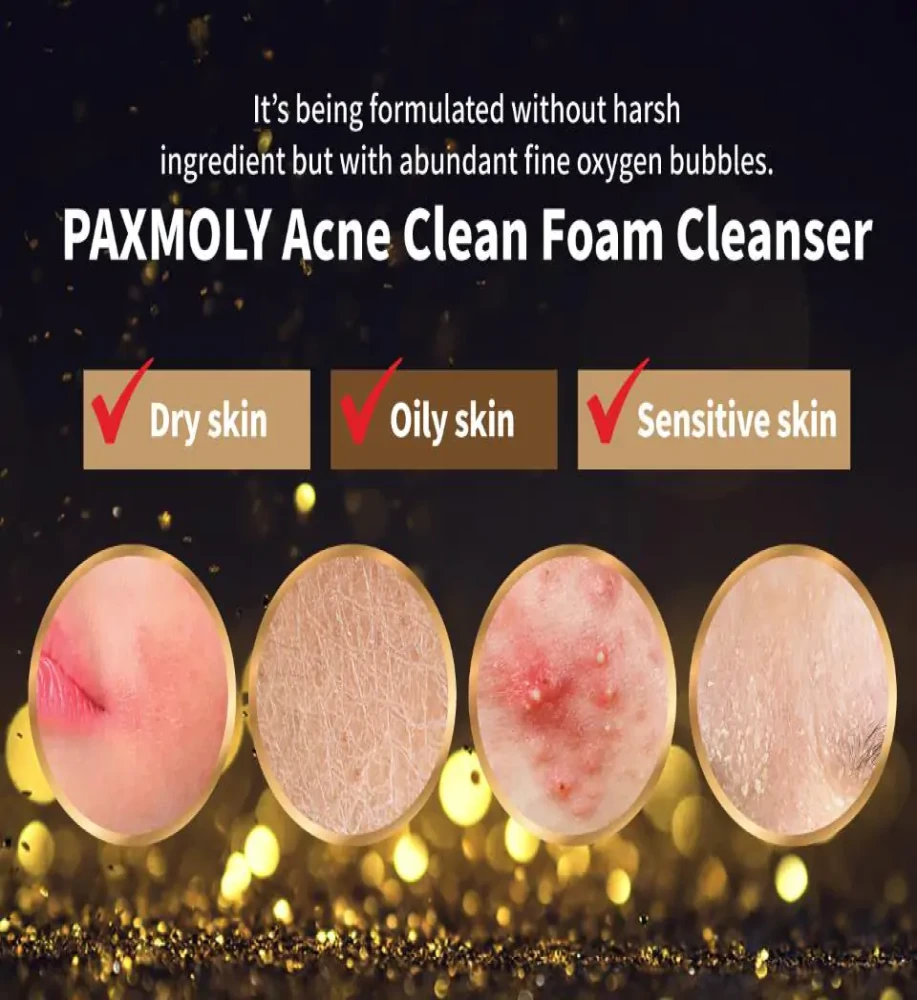 It’s being formulated without harsh
ingredient but with abundant fine oxygen bubbles.
PAXMOLY Acne Clean Foam Cleanser
Dry skin
Oily skin
Sensitive skin